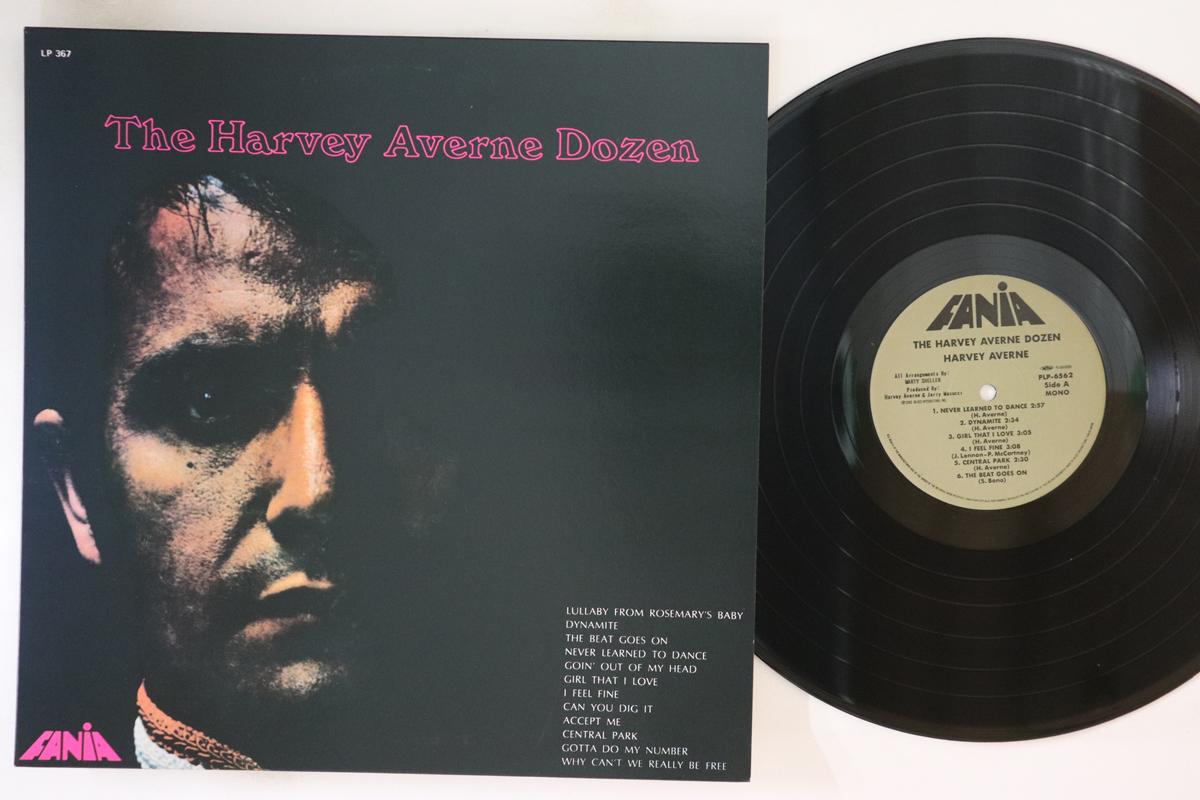 LP 367
The Harvey Averne Dozen
LULLABY FROM ROSEMARY'S BABY
DYNAMITE
THE BEAT GOES ON
NEVER LEARNED TO DANCE
GOIN' OUT OF MY HEAD
GIRL THAT I LOVE
I FEEL FINE
CAN YOU DIG IT
ACCEPT ME
CENTRAL PARK
GOTTA DO MY NUMBER
WHY CAN'T WE REALLY BE FREE
FANIA
FANIA
THE HARVEY AVERNE DOZEN
HARVEY AVERNE
All Arrangements By:
MARTY SHELLER
Produced By:
Harvey Averne & Jerry Masucci
PLP-6562
Side A
MONO
1. NEVER LEARNED TO DANCE 2:57
(H. Averne)
2. DYNAMITE 2:34
(H. Averne)
3. GIRL THAT I LOVE 3:05
(H. Averne)
4. I FEEL FINE 3:08
(J. Lennon-P. McCartney)
5. CENTRAL PARK 2:30
(H. Averne)
6. THE BEAT GOES ON
(S. Bono)